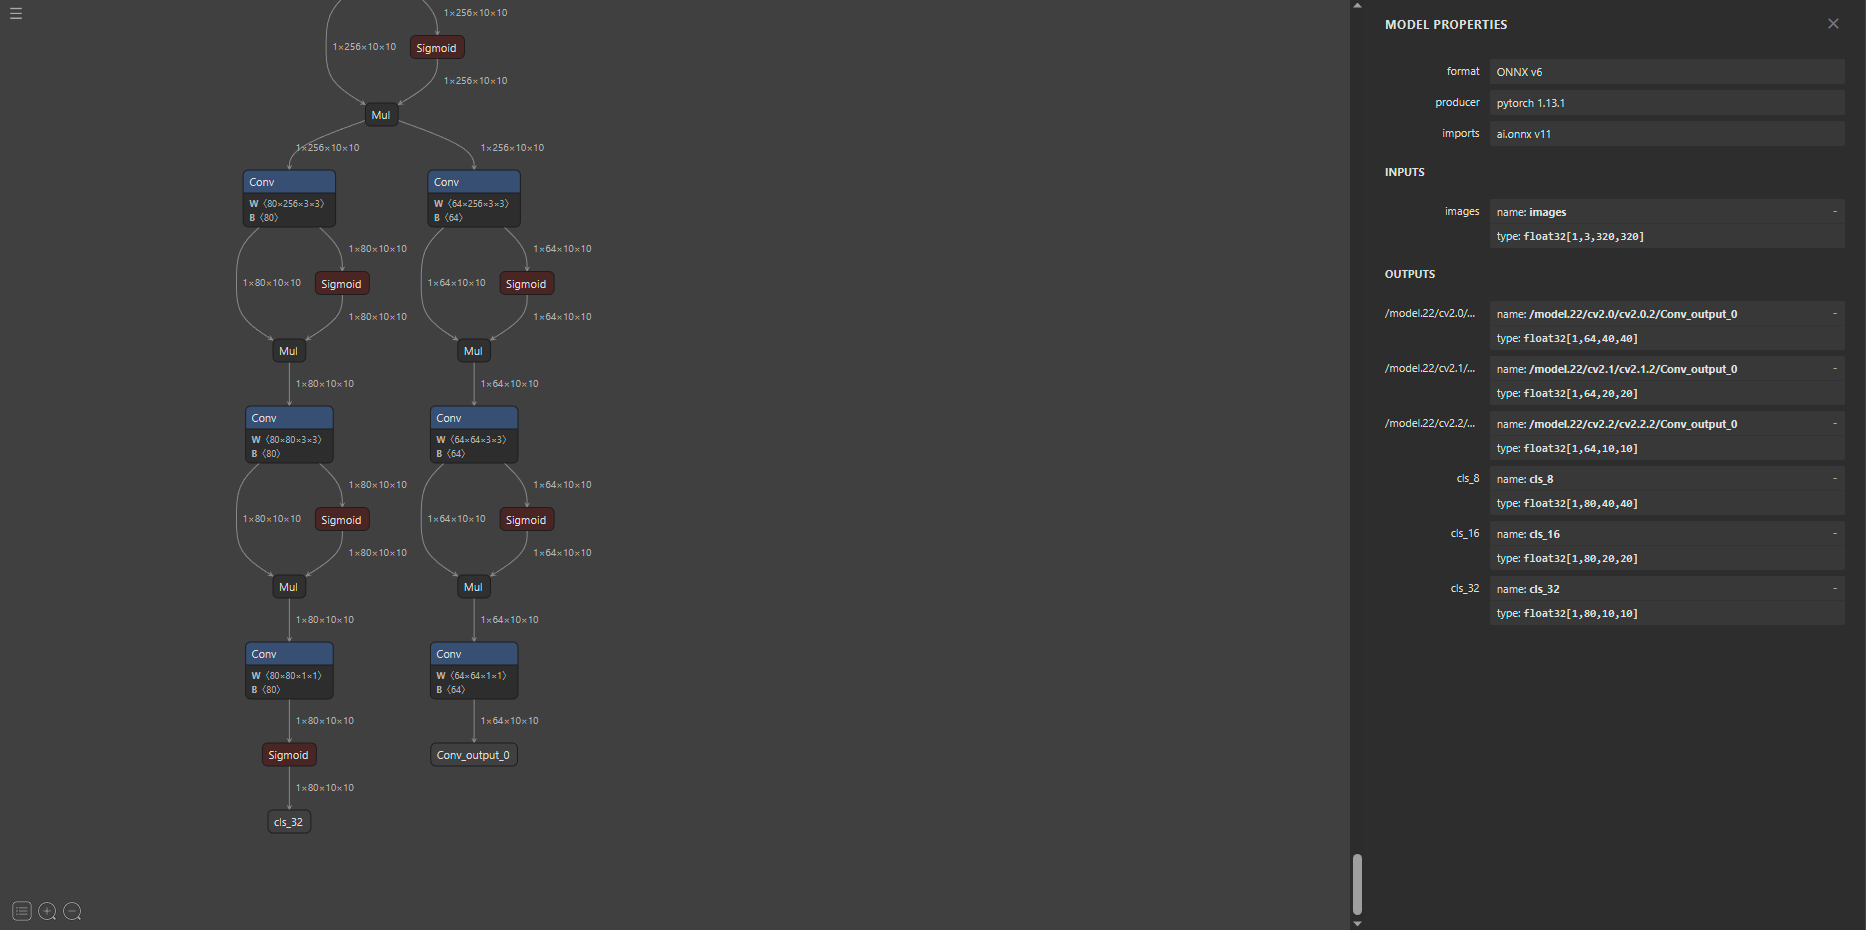 1×256×10×10
1×256×10×10
Sigmoid
1×256×10×10
Mul
1×256×10×10
1×256×10×10
Conv
W ⟨80×256×3×3⟩
B ⟨80⟩
Conv
W ⟨64×256×3×3⟩
B ⟨64⟩
1×80×10×10
1×64×10×10
1×80×10×10
Sigmoid
1×64×10×10
Sigmoid
1×80×10×10
1×64×10×10
Mul
Mul
1×80×10×10
1×64×10×10
Conv
W ⟨80×80×3×3⟩
B ⟨80⟩
Conv
W ⟨64×64×3×3⟩
B ⟨64⟩
1×80×10×10
1×64×10×10
1×80×10×10
Sigmoid
1×64×10×10
Sigmoid
1×80×10×10
1×64×10×10
Mul
Mul
1×80×10×10
1×64×10×10
Conv
W ⟨80×80×1×1⟩
B ⟨80⟩
Conv
W ⟨64×64×1×1⟩
B ⟨64⟩
1×80×10×10
1×64×10×10
Sigmoid
Conv_output_0
1×80×10×10
cls_32
MODEL PROPERTIES
format ONNX v6
producer pytorch 1.13.1
imports ai.onnx v11
INPUTS
images name: images -
type: float32[1,3,320,320]
OUTPUTS
/model.22/cv2.0/... name: /model.22/cv2.0/cv2.0.2/Conv_output_0 -
type: float32[1,64,40,40]
/model.22/cv2.1/... name: /model.22/cv2.1/cv2.1.2/Conv_output_0 -
type: float32[1,64,20,20]
/model.22/cv2.2/... name: /model.22/cv2.2/cv2.2.2/Conv_output_0 -
type: float32[1,64,10,10]
cls_8 name: cls_8 -
type: float32[1,80,40,40]
cls_16 name: cls_16 -
type: float32[1,80,20,20]
cls_32 name: cls_32 -
type: float32[1,80,10,10]